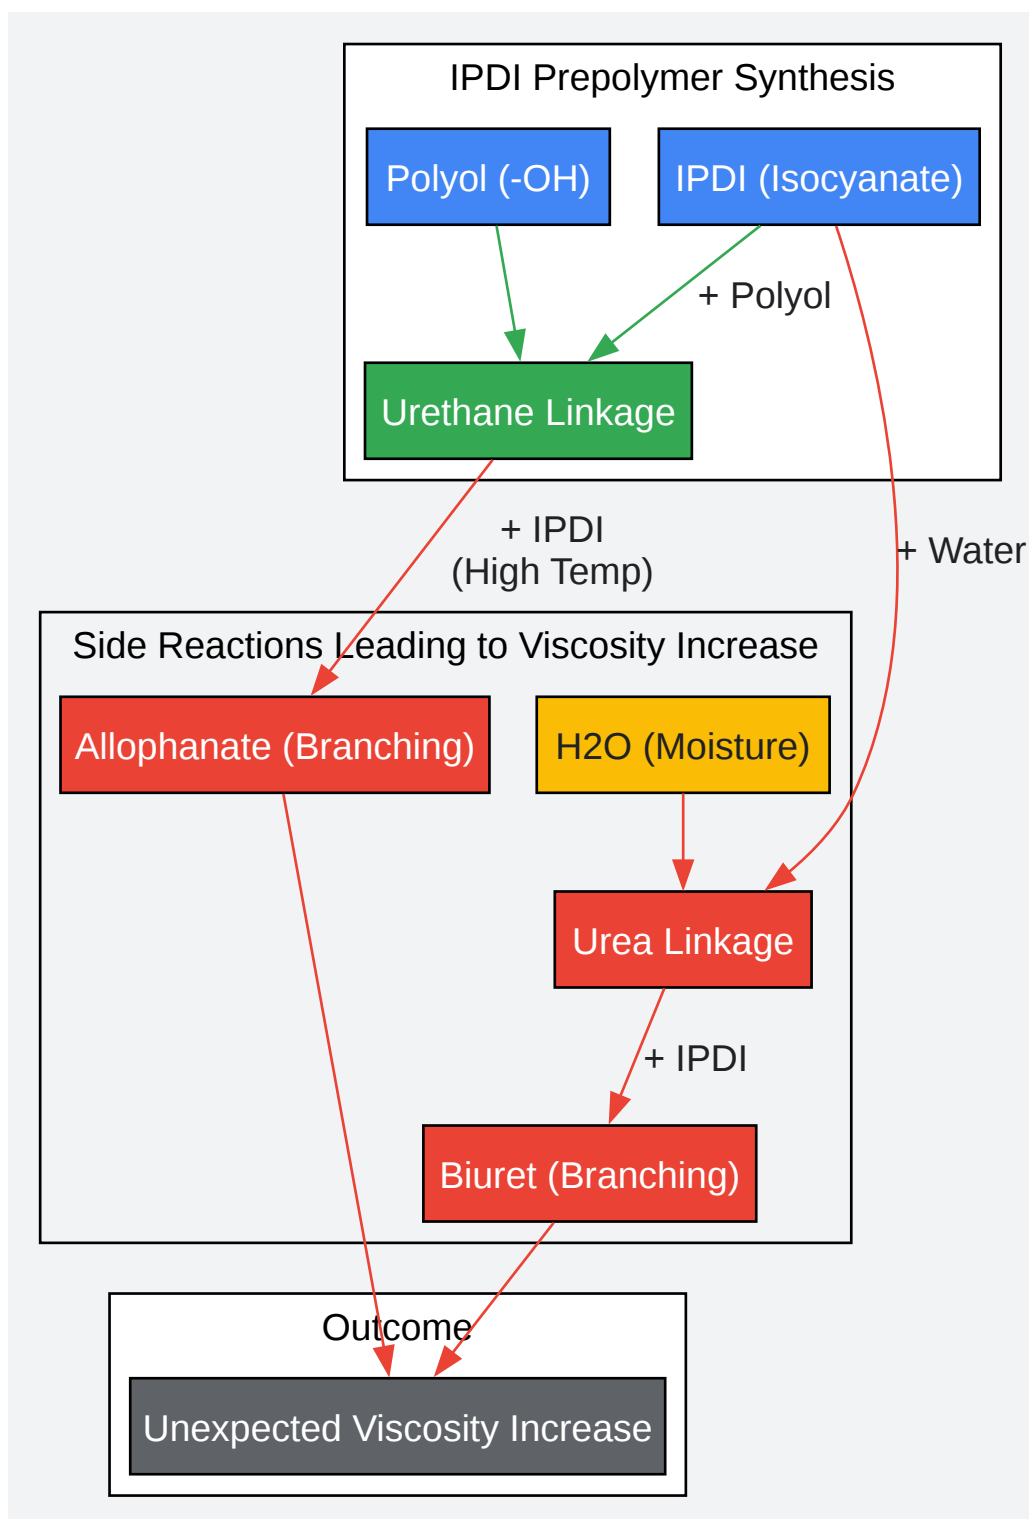 IPDI Prepolymer Synthesis
Polyol (-OH)
IPDI (Isocyanate)
+ Polyol
Urethane Linkage
+ IPDI
(High Temp)
+ Water
Side Reactions Leading to Viscosity Increase
Allophanate (Branching)
H2O (Moisture)
Urea Linkage
+ IPDI
Biuret (Branching)
Outcome
Unexpected Viscosity Increase